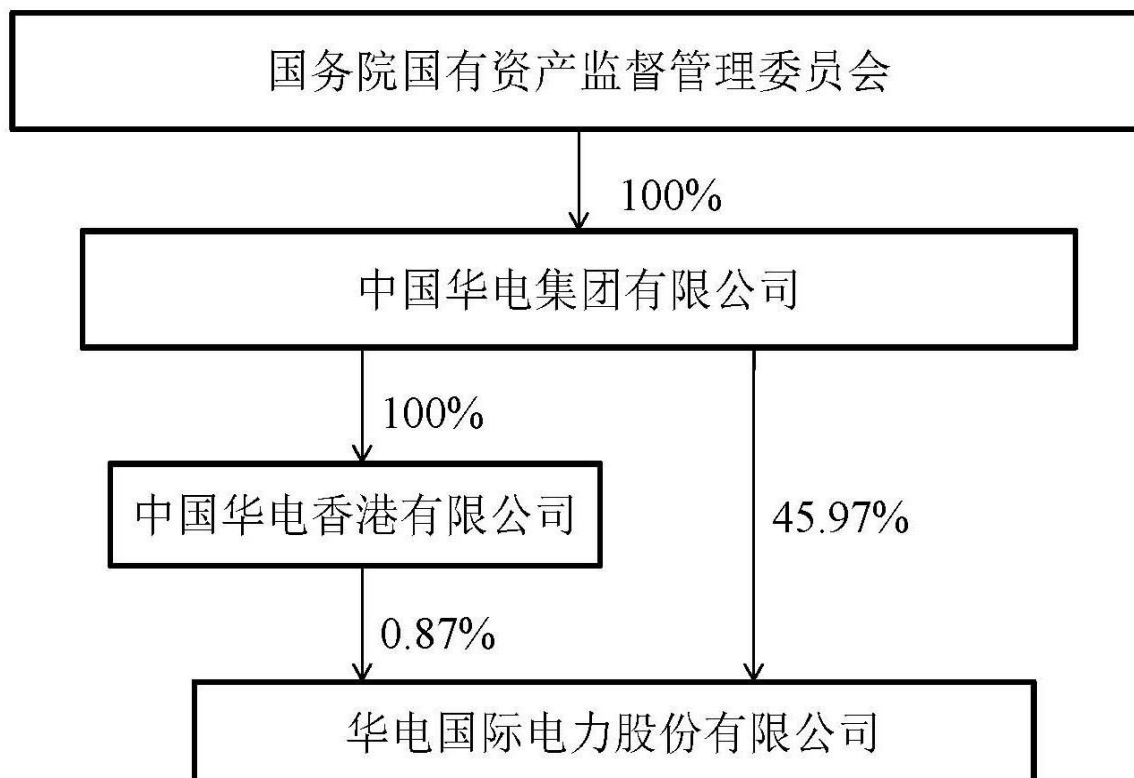 国务院国有资产监督管理委员会
100%
中国华电集团有限公司
100%
中国华电香港有限公司
45.97%
0.87%
华电国际电力股份有限公司